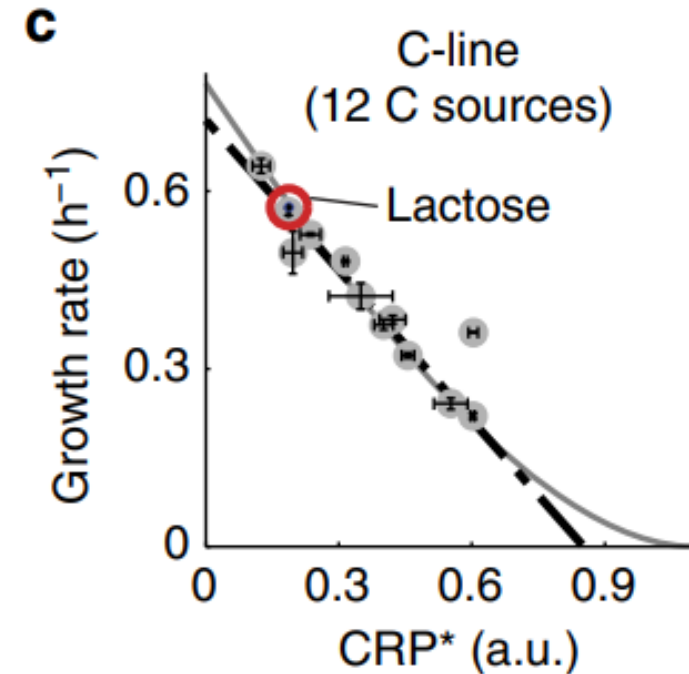 c
C-line
(12 C sources)
Growth rate (h⁻¹)
0.6
0.3
0
Lactose
0 0.3 0.6 0.9
CRP* (a.u.)